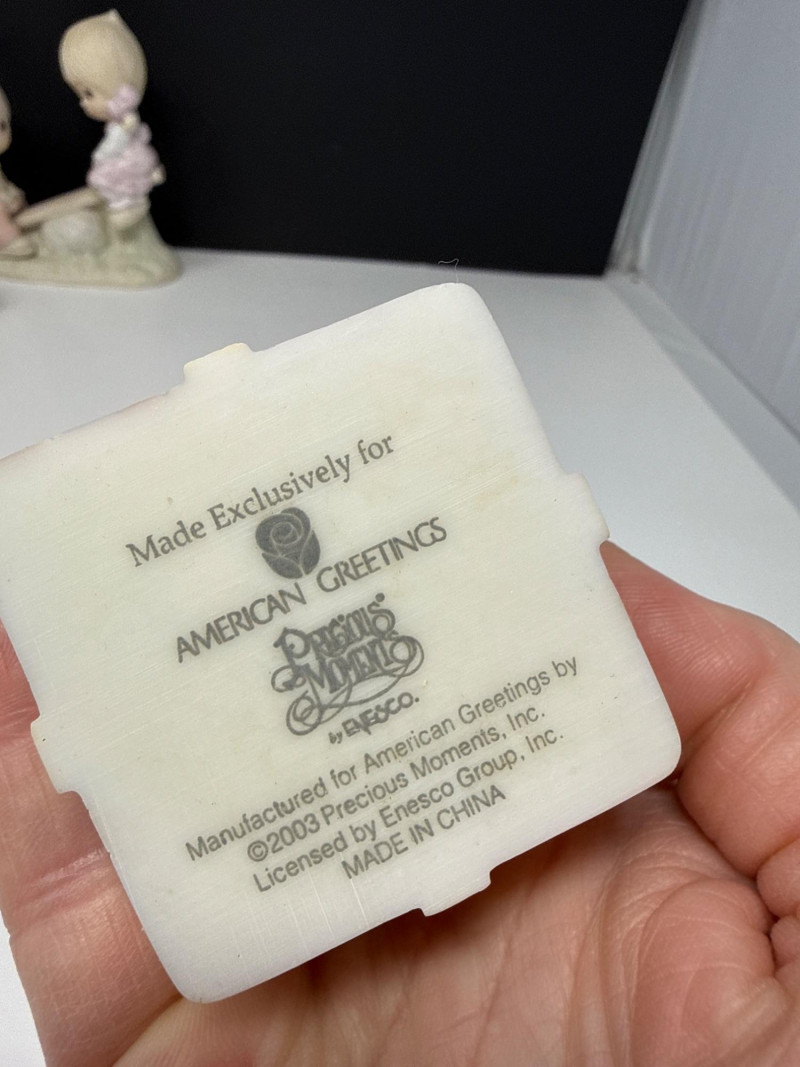 Made Exclusively for
AMERICAN GREETINGS
PRECIOUS®
MOMENTS
by ENESCO.
Manufactured for American Greetings by
©2003 Precious Moments, Inc.
Licensed by Enesco Group, Inc.
MADE IN CHINA